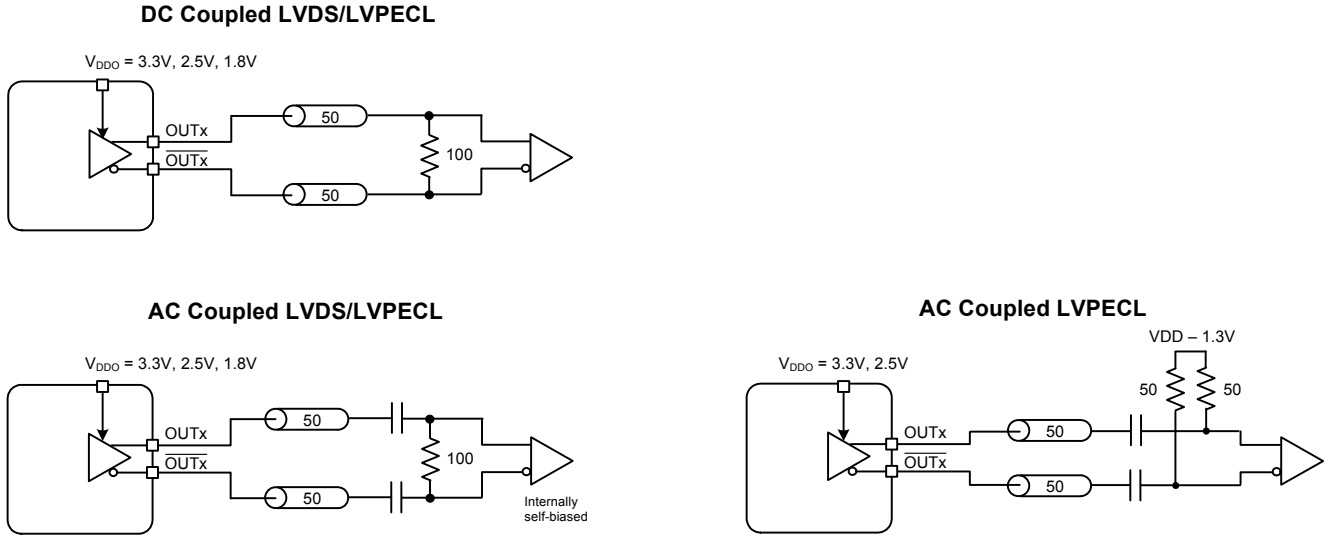 DC Coupled LVDS/LVPECL
VDDO = 3.3V, 2.5V, 1.8V
OUTx
OUTx
50
50
100
AC Coupled LVDS/LVPECL
VDDO = 3.3V, 2.5V, 1.8V
OUTx
OUTx
50
50
100
Internally
self-biased
AC Coupled LVPECL
VDD – 1.3V
VDDO = 3.3V, 2.5V
50
50
OUTx
OUTx
50
50